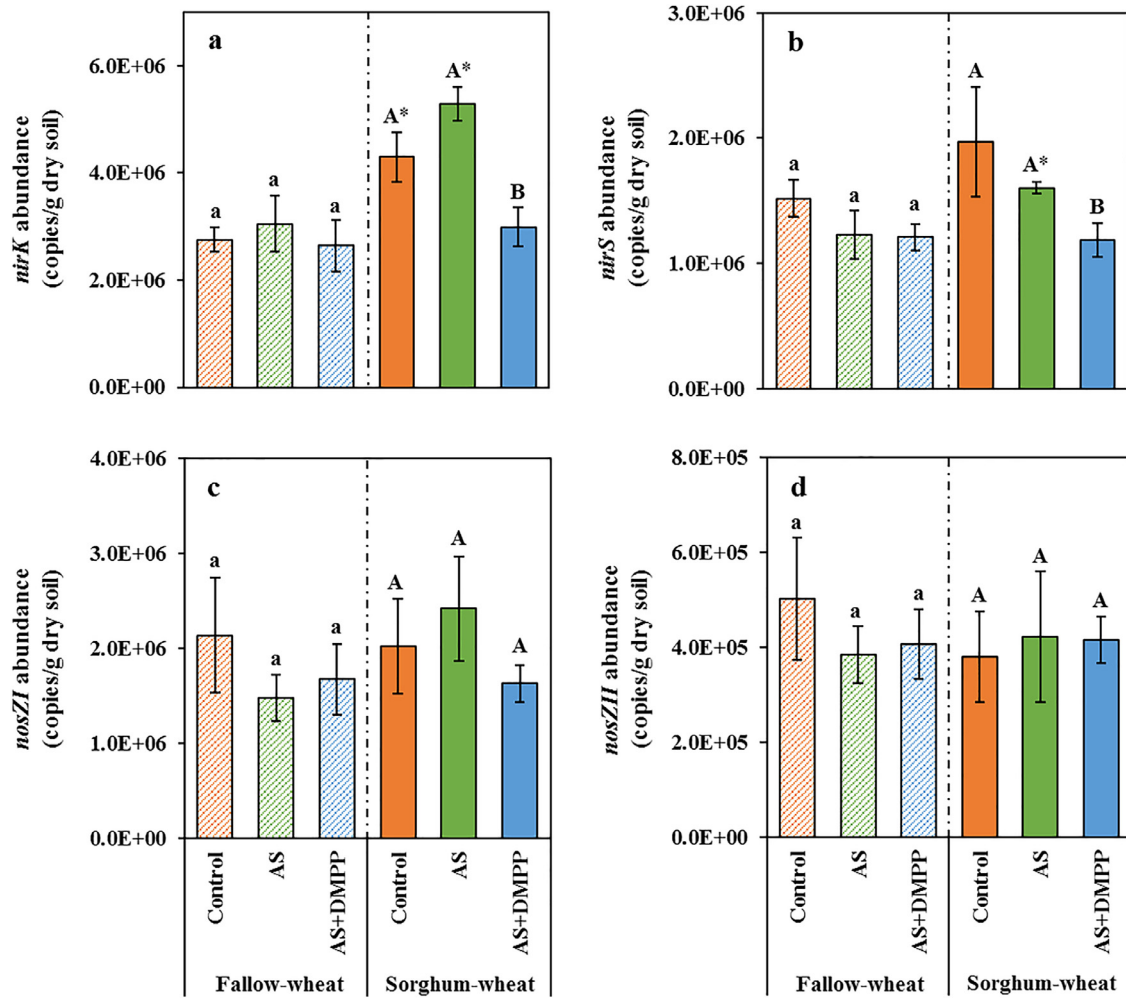 a
nirK abundance
(copies/g dry soil)
6.0E+06
4.0E+06
2.0E+06
0.0E+00
a
a
a
A*
A*
B
b
nirS abundance
(copies/g dry soil)
3.0E+06
2.0E+06
1.0E+06
0.0E+00
a
a
a
A
A*
B
c
nosZI abundance
(copies/g dry soil)
4.0E+06
3.0E+06
2.0E+06
1.0E+06
0.0E+00
a
a
a
A
A
A
Control
AS
AS+DMPP
Control
AS
AS+DMPP
Fallow-wheat
Sorghum-wheat
d
nosZII abundance
(copies/g dry soil)
8.0E+05
6.0E+05
4.0E+05
2.0E+05
0.0E+00
a
a
a
A
A
A
Control
AS
AS+DMPP
Control
AS
AS+DMPP
Fallow-wheat
Sorghum-wheat